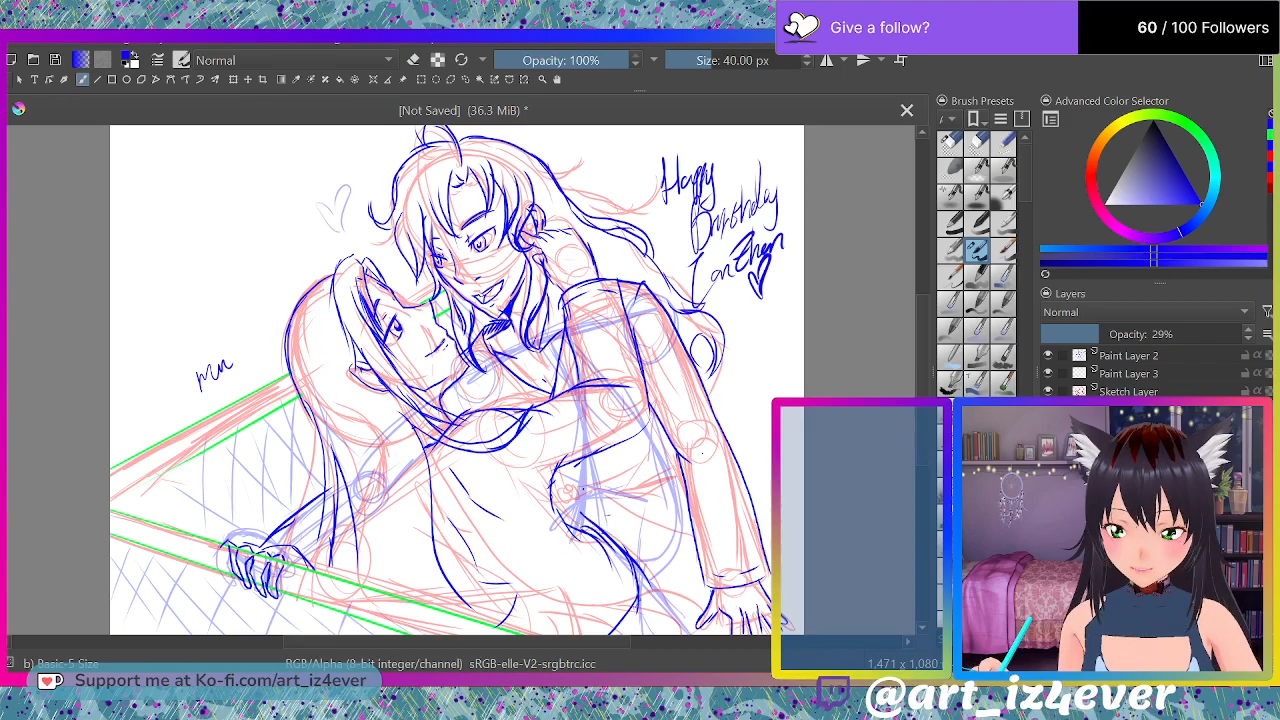 Give a follow?
60 / 100 Followers
Normal
Opacity: 100%
Size: 40.00 px
[Not Saved] (36.3 MiB) *
Brush Presets
Advanced Color Selector
Happy
Layers
Normal
Opacity: 29%
Paint Layer 2
Paint Layer 3
Sketch Layer
b) Basic-5 Size
RGB/Alpha (8-bit integer/channel) sRGB-elle-V2-srgbtrc.icc
1,471 x 1,080
Support me at Ko-fi.com/art_iz4ever
@art_iz4ever